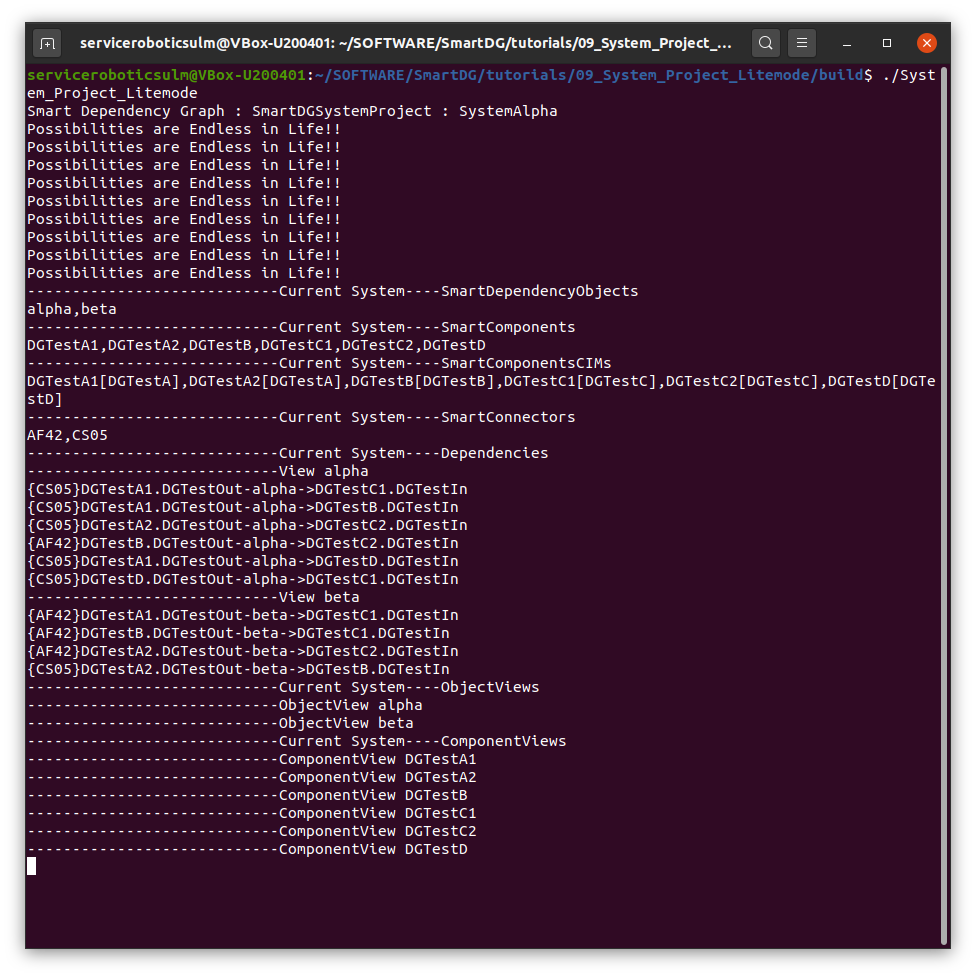 serviceroboticsulm@VBox-U200401: ~/SOFTWARE/SmartDG/tutorials/09_System_Project_...
serviceroboticsulm@VBox-U200401:~/SOFTWARE/SmartDG/tutorials/09_System_Project_Litemode/build$ ./Syst
em_Project_Litemode
Smart Dependency Graph : SmartDGSystemProject : SystemAlpha
Possibilities are Endless in Life!!
Possibilities are Endless in Life!!
Possibilities are Endless in Life!!
Possibilities are Endless in Life!!
Possibilities are Endless in Life!!
Possibilities are Endless in Life!!
Possibilities are Endless in Life!!
Possibilities are Endless in Life!!
Possibilities are Endless in Life!!
----------------------------Current System----SmartDependencyObjects
alpha,beta
----------------------------Current System----SmartComponents
DGTestA1,DGTestA2,DGTestB,DGTestC1,DGTestC2,DGTestD
----------------------------Current System----SmartComponentsCIMs
DGTestA1[DGTestA],DGTestA2[DGTestA],DGTestB[DGTestB],DGTestC1[DGTestC],DGTestC2[DGTestC],DGTestD[DGTe
stD]
----------------------------Current System----SmartConnectors
AF42,CS05
----------------------------Current System----Dependencies
----------------------------View alpha
{CS05}DGTestA1.DGTestOut-alpha->DGTestC1.DGTestIn
{CS05}DGTestA1.DGTestOut-alpha->DGTestB.DGTestIn
{CS05}DGTestA2.DGTestOut-alpha->DGTestC2.DGTestIn
{AF42}DGTestB.DGTestOut-alpha->DGTestC2.DGTestIn
{CS05}DGTestA1.DGTestOut-alpha->DGTestD.DGTestIn
{CS05}DGTestD.DGTestOut-alpha->DGTestC1.DGTestIn
----------------------------View beta
{AF42}DGTestA1.DGTestOut-beta->DGTestC1.DGTestIn
{AF42}DGTestB.DGTestOut-beta->DGTestC1.DGTestIn
{AF42}DGTestA2.DGTestOut-beta->DGTestC2.DGTestIn
{CS05}DGTestA2.DGTestOut-beta->DGTestB.DGTestIn
----------------------------Current System----ObjectViews
----------------------------ObjectView alpha
----------------------------ObjectView beta
----------------------------Current System----ComponentViews
----------------------------ComponentView DGTestA1
----------------------------ComponentView DGTestA2
----------------------------ComponentView DGTestB
----------------------------ComponentView DGTestC1
----------------------------ComponentView DGTestC2
----------------------------ComponentView DGTestD